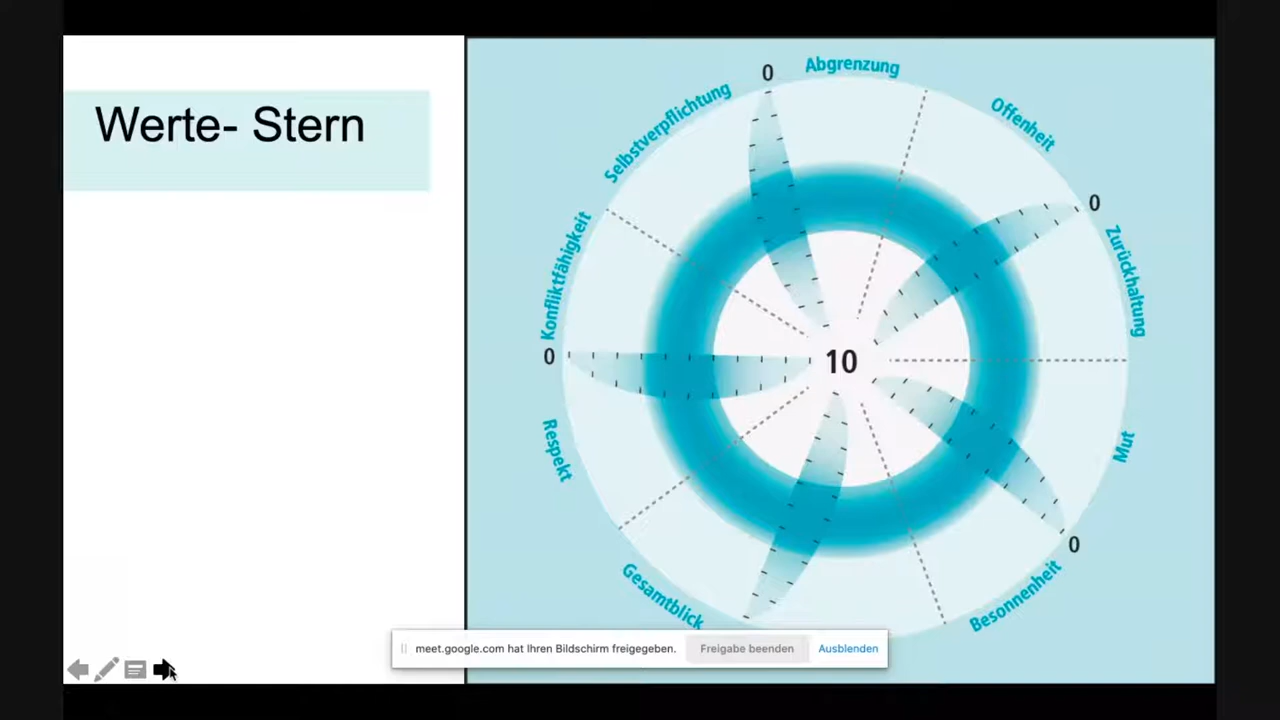 Werte- Stern
0
Abgrenzung
Offenheit
0
Zurückhaltung
Mut
0
Besonnenheit
Gesamtblick
Respekt
0
Konfliktfähigkeit
Selbstverpflichtung
10
meet.google.com hat Ihren Bildschirm freigegeben.
Freigabe beenden
Ausblenden